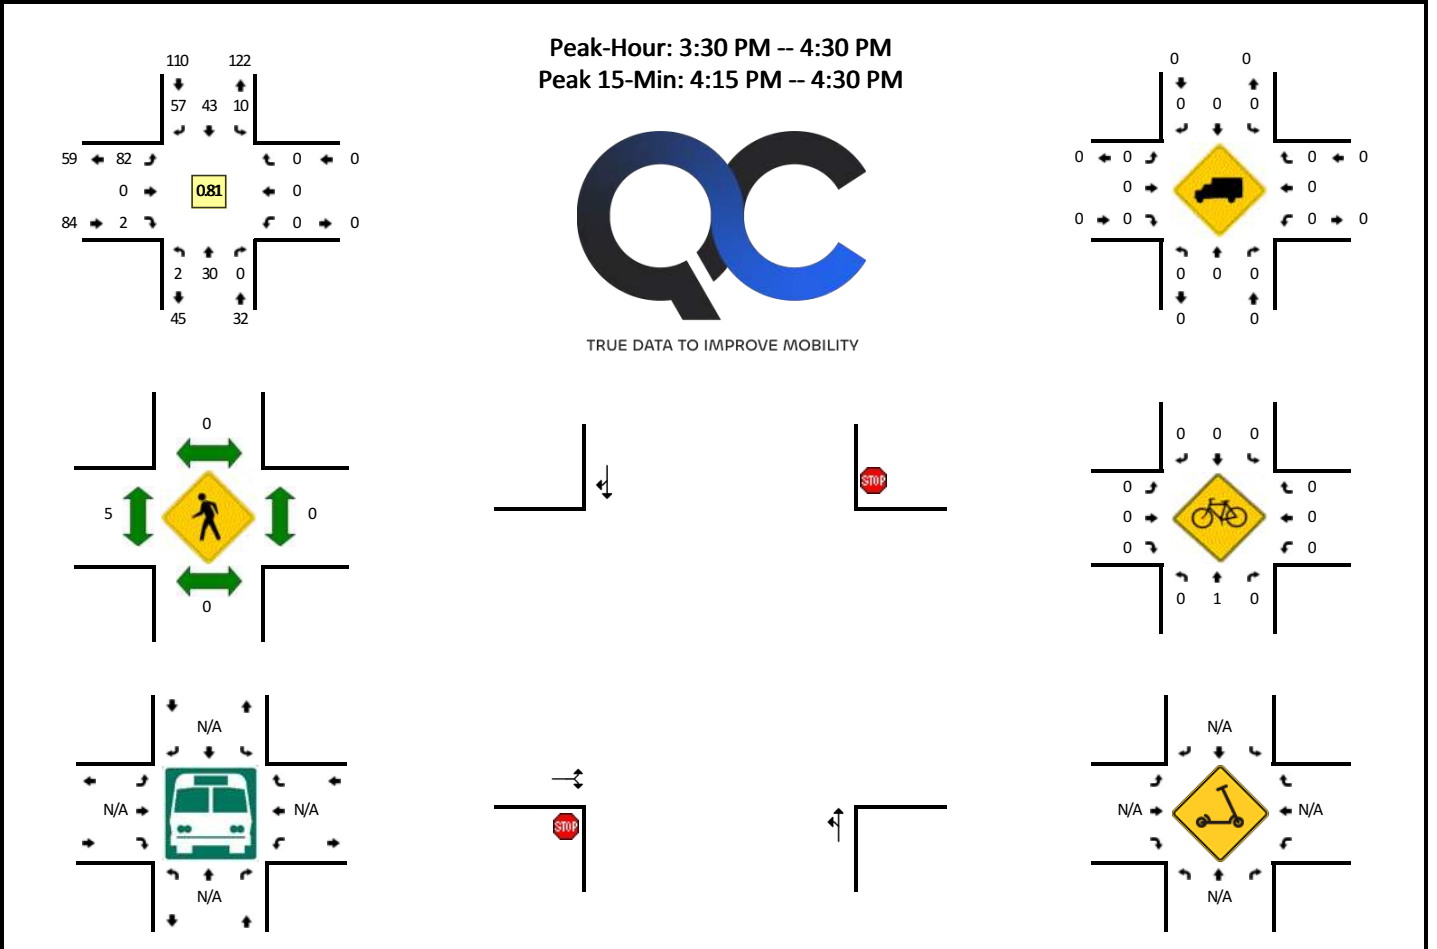 Peak-Hour: 3:30 PM -- 4:30 PM
Peak 15-Min: 4:15 PM -- 4:30 PM
110 122
57 43 10
59 82 0 0
0 0.81 0
84 2 0 0
2 30 0
45 32
TRUE DATA TO IMPROVE MOBILITY
0 0
0 0 0
0 0 0 0
0 0
0 0 0 0
0 0 0
0 0
0
5 0
0
STOP
STOP
0 0 0
0 0
0 0
0 0
0 1 0
N/A
N/A N/A
N/A
N/A
N/A N/A
N/A